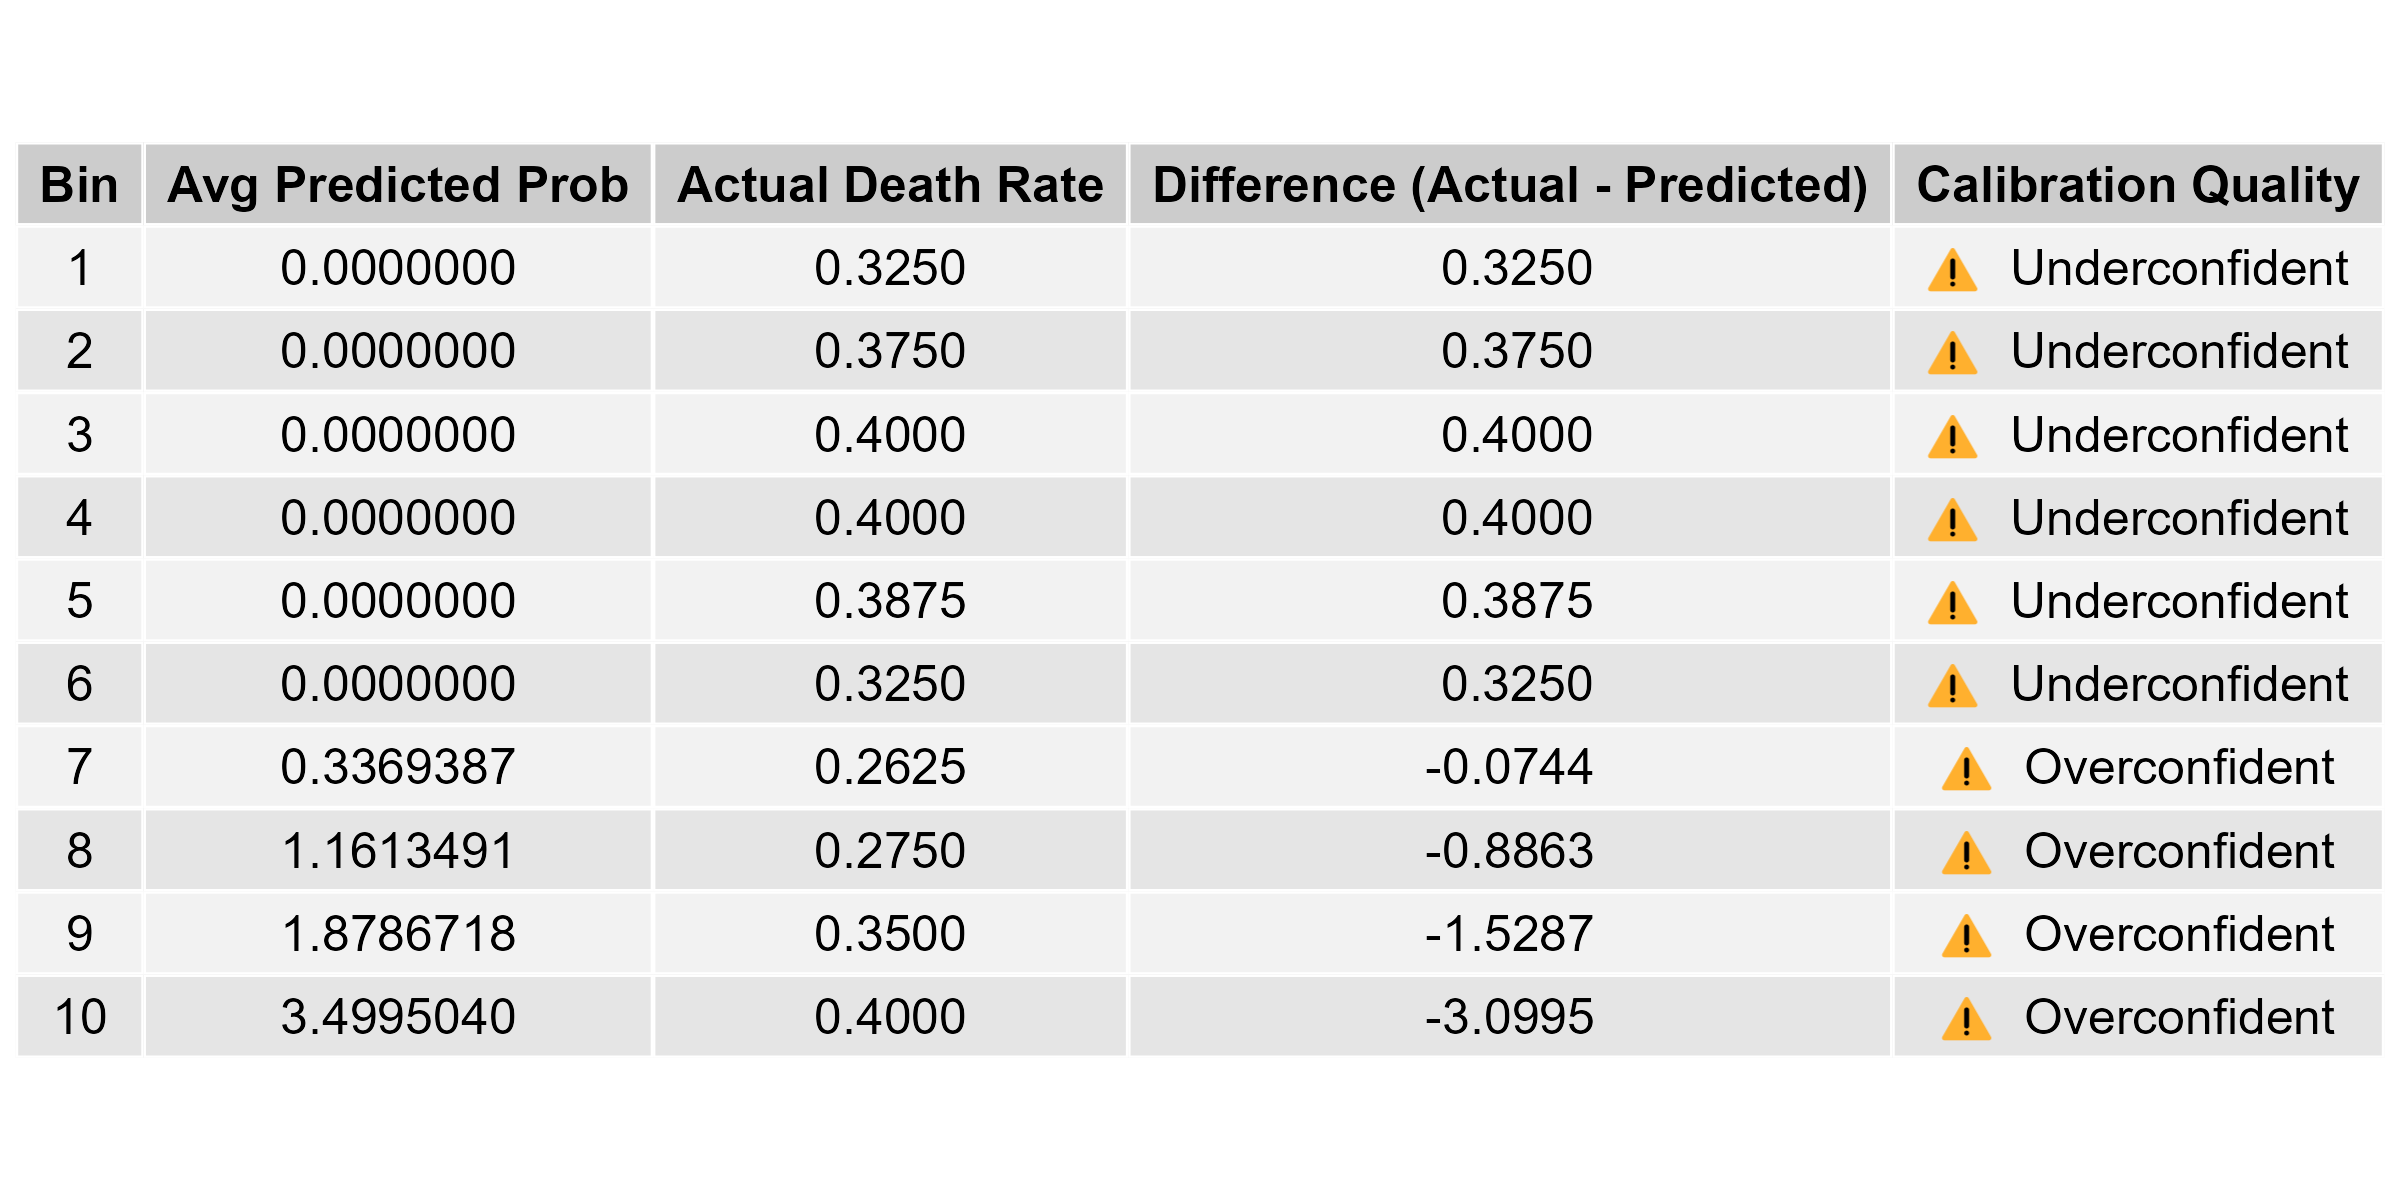 Bin Avg Predicted Prob Actual Death Rate Difference (Actual - Predicted) Calibration Quality
1 0.0000000 0.3250 0.3250 ⚠️ Underconfident
2 0.0000000 0.3750 0.3750 ⚠️ Underconfident
3 0.0000000 0.4000 0.4000 ⚠️ Underconfident
4 0.0000000 0.4000 0.4000 ⚠️ Underconfident
5 0.0000000 0.3875 0.3875 ⚠️ Underconfident
6 0.0000000 0.3250 0.3250 ⚠️ Underconfident
7 0.3369387 0.2625 -0.0744 ⚠️ Overconfident
8 1.1613491 0.2750 -0.8863 ⚠️ Overconfident
9 1.8786718 0.3500 -1.5287 ⚠️ Overconfident
10 3.4995040 0.4000 -3.0995 ⚠️ Overconfident